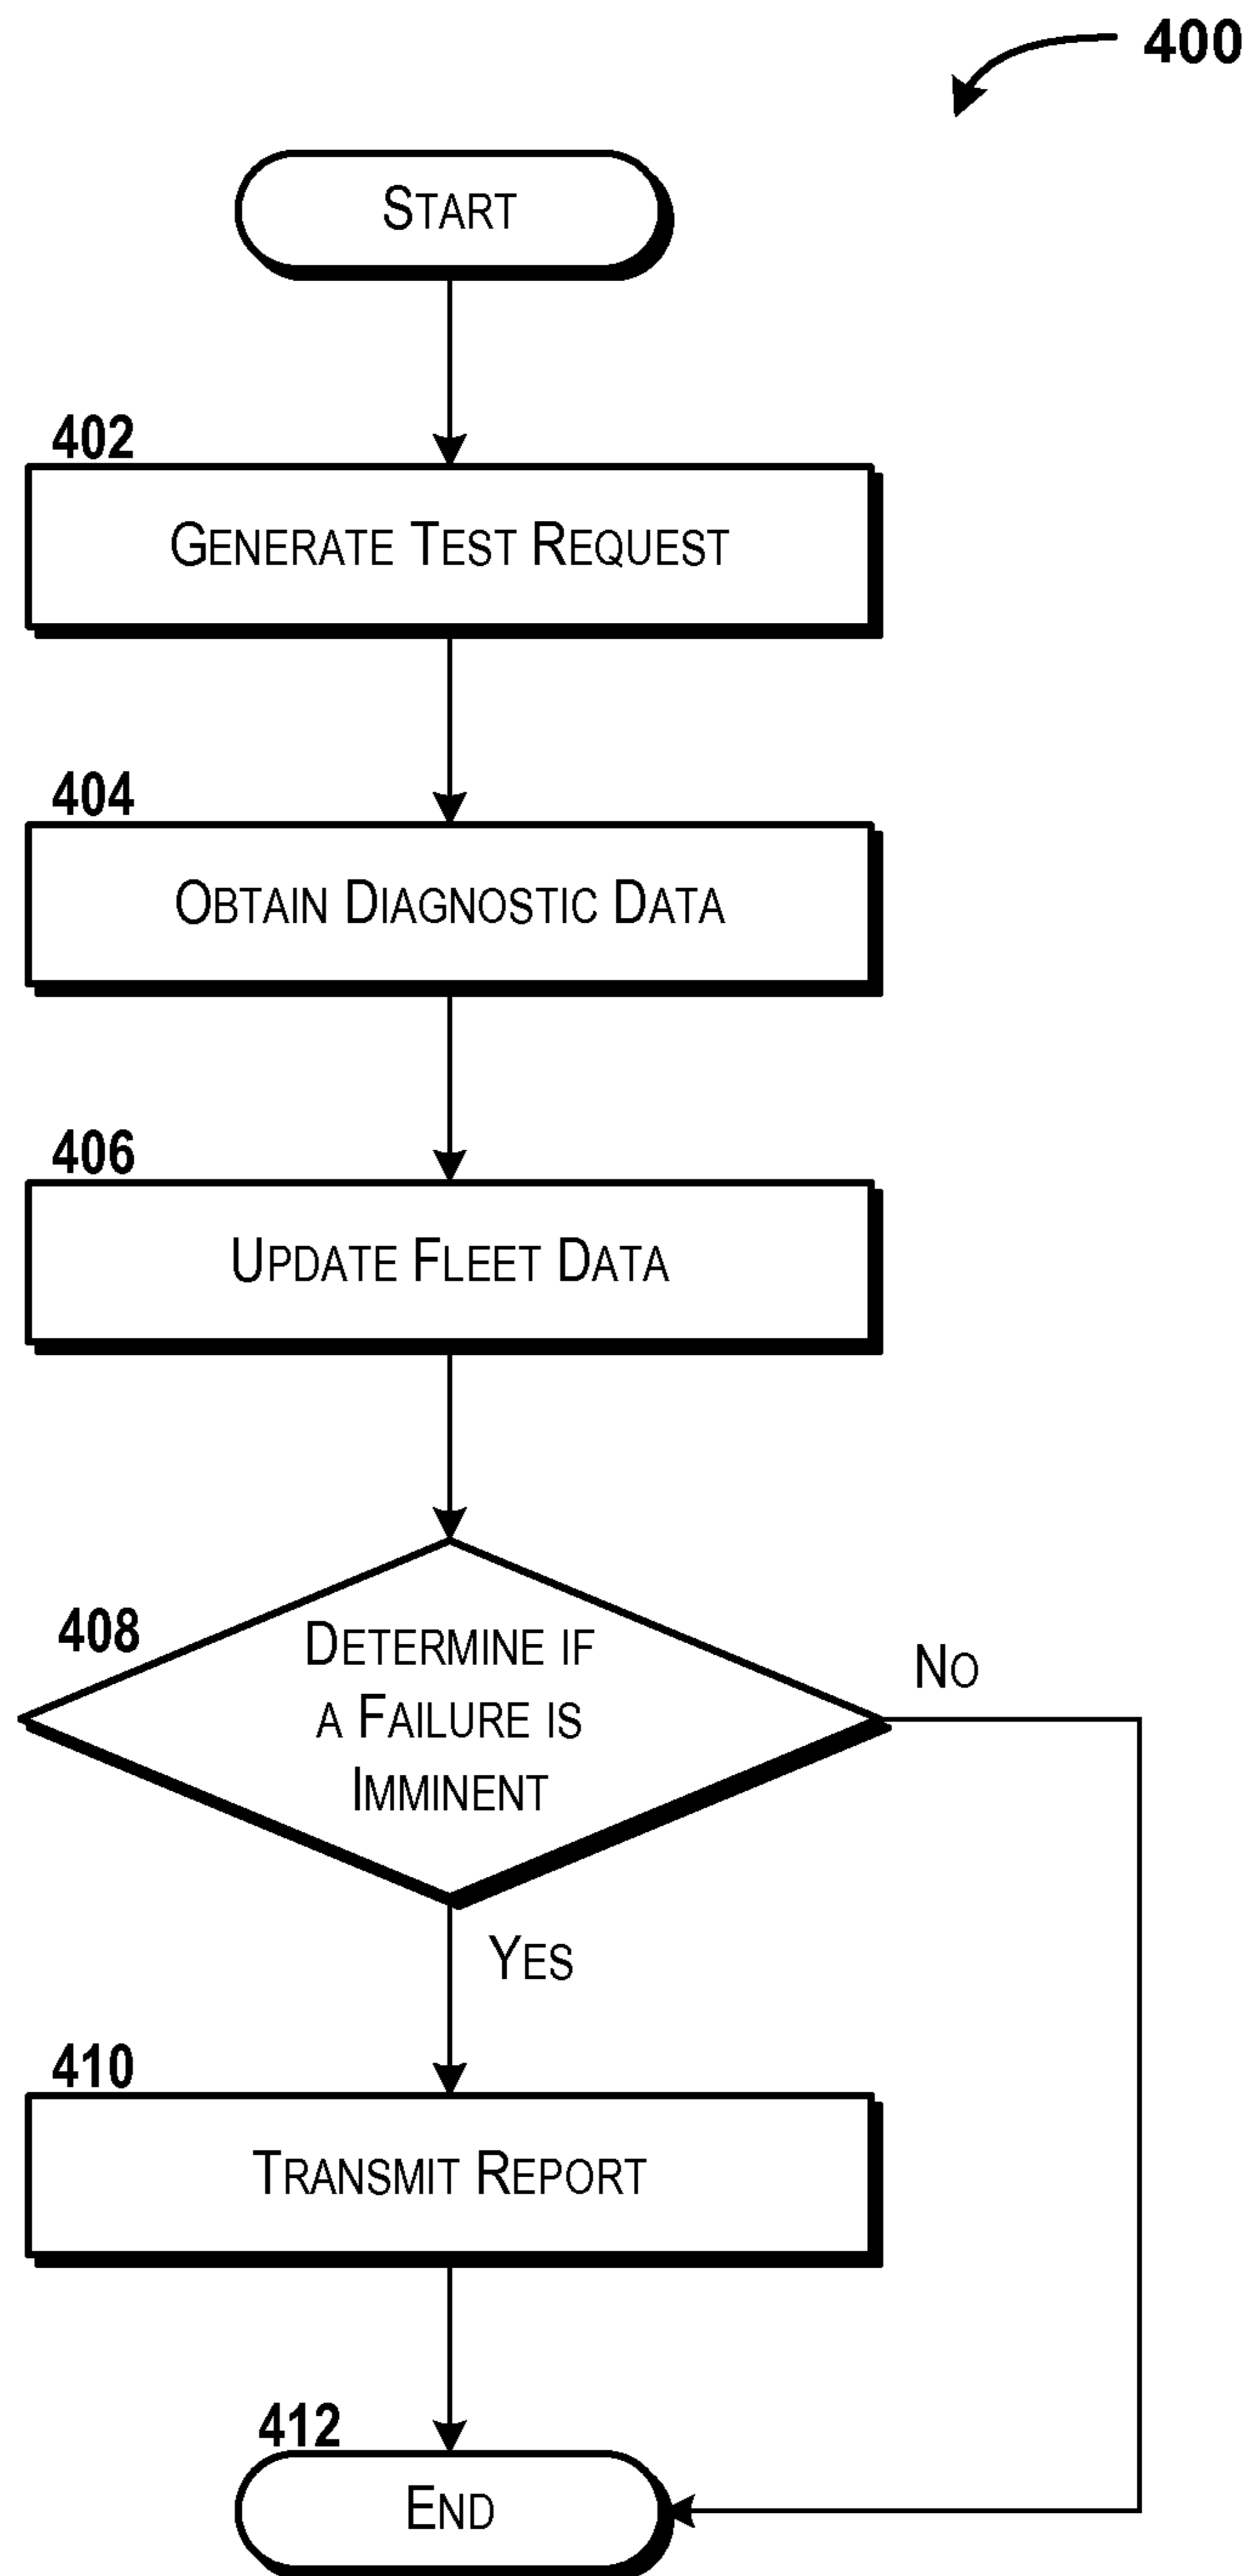 400
START
402
GENERATE TEST REQUEST
404
OBTAIN DIAGNOSTIC DATA
406
UPDATE FLEET DATA
408
DETERMINE IF
A FAILURE IS
IMMINENT
NO
YES
410
TRANSMIT REPORT
412
END